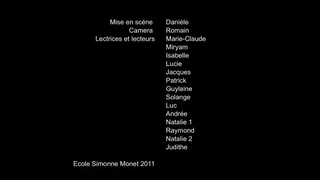 Mise en scène Daniéle
Camera Romain
Lectrices et lecteurs Marie-Claude
Miryam
Isabelle
Lucie
Jacques
Patrick
Guylaine
Solange
Luc
Andrée
Natalie 1
Raymond
Natalie 2
Judithe
Ecole Simonne Monet 2011